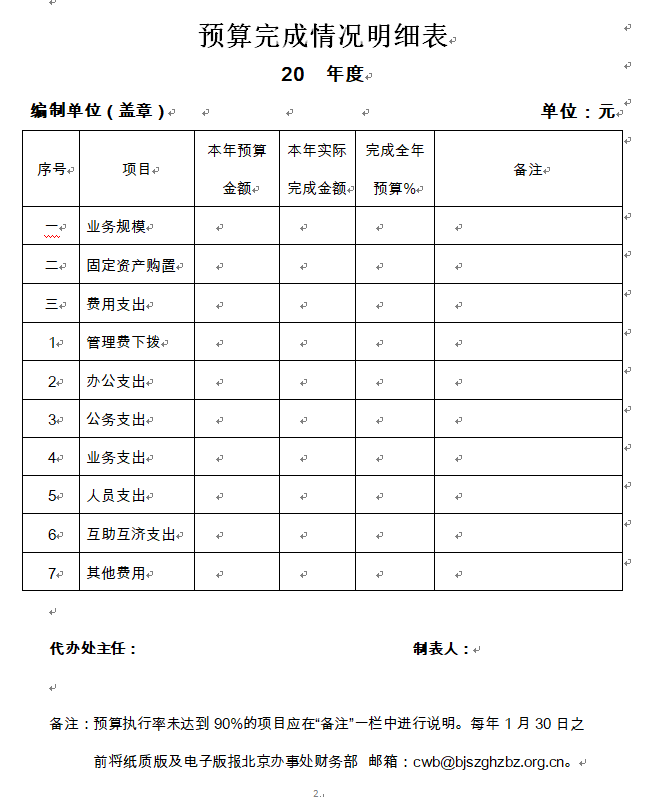 预算完成情况明细表
20 年度
编制单位（盖章） 单位：元
序号 项目 本年预算金额 本年实际完成金额 完成全年预算% 备注
一 业务规模
二 固定资产购置
三 费用支出
1 管理费下拨
2 办公支出
3 公务支出
4 业务支出
5 人员支出
6 互助互济支出
7 其他费用
代办处主任： 制表人：
备注：预算执行率未达到 90%的项目应在“备注”一栏中进行说明。每年 1 月 30 日之
前将纸质版及电子版报北京办事处财务部 邮箱：cwb@bjszghzbz.org.cn。
2